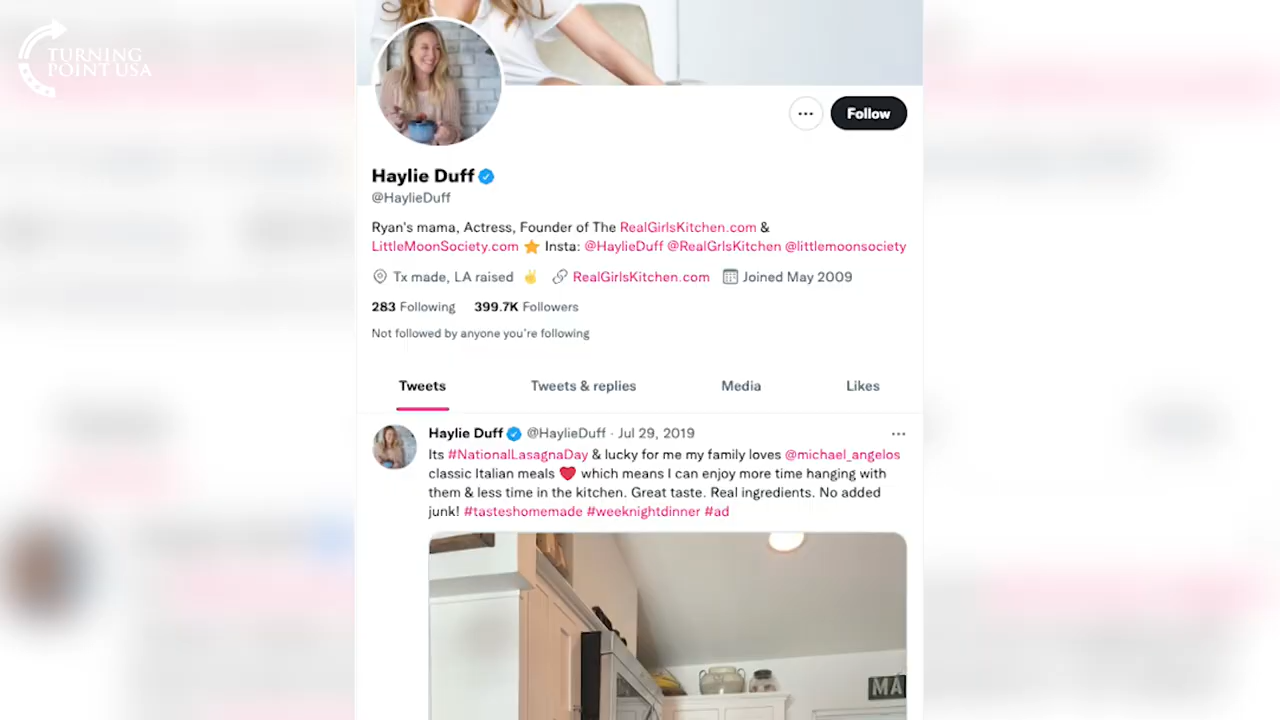 TURNING
POINT USA
Follow
Haylie Duff
@HaylieDuff
Ryan's mama, Actress, Founder of The RealGirlsKitchen.com &
LittleMoonSociety.com ⭐ Insta: @HaylieDuff @RealGrlsKitchen @littlemoonsociety
Tx made, LA raised ✌ RealGirlsKitchen.com Joined May 2009
283 Following 399.7K Followers
Not followed by anyone you're following
Tweets Tweets & replies Media Likes
Haylie Duff @HaylieDuff · Jul 29, 2019
Its #NationalLasagnaDay & lucky for me my family loves @michael_angelos
classic Italian meals ❤ which means I can enjoy more time hanging with
them & less time in the kitchen. Great taste. Real ingredients. No added
junk! #tasteshomemade #weeknightdinner #ad
MA